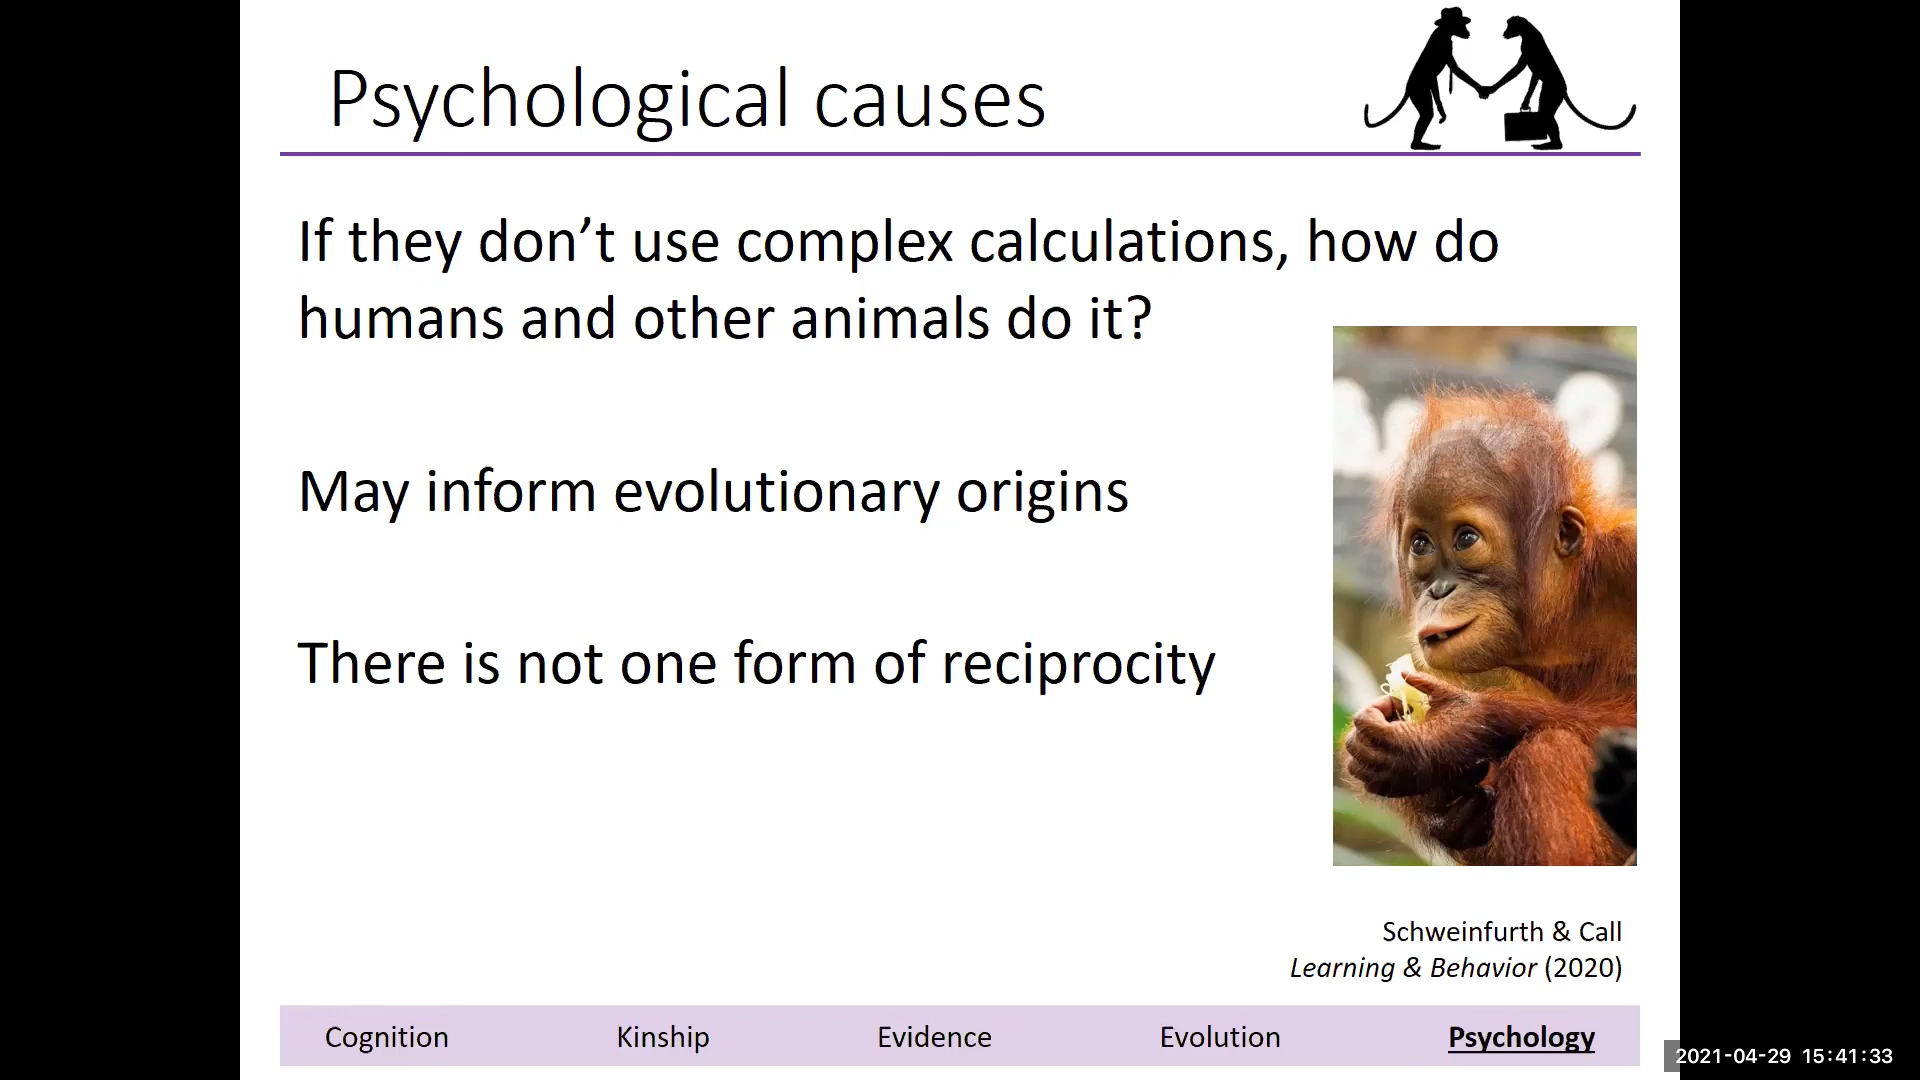 Psychological causes
If they don’t use complex calculations, how do
humans and other animals do it?
May inform evolutionary origins
There is not one form of reciprocity
Schweinfurth & Call
Learning & Behavior (2020)
Cognition Kinship Evidence Evolution Psychology
2021-04-29 15:41:33